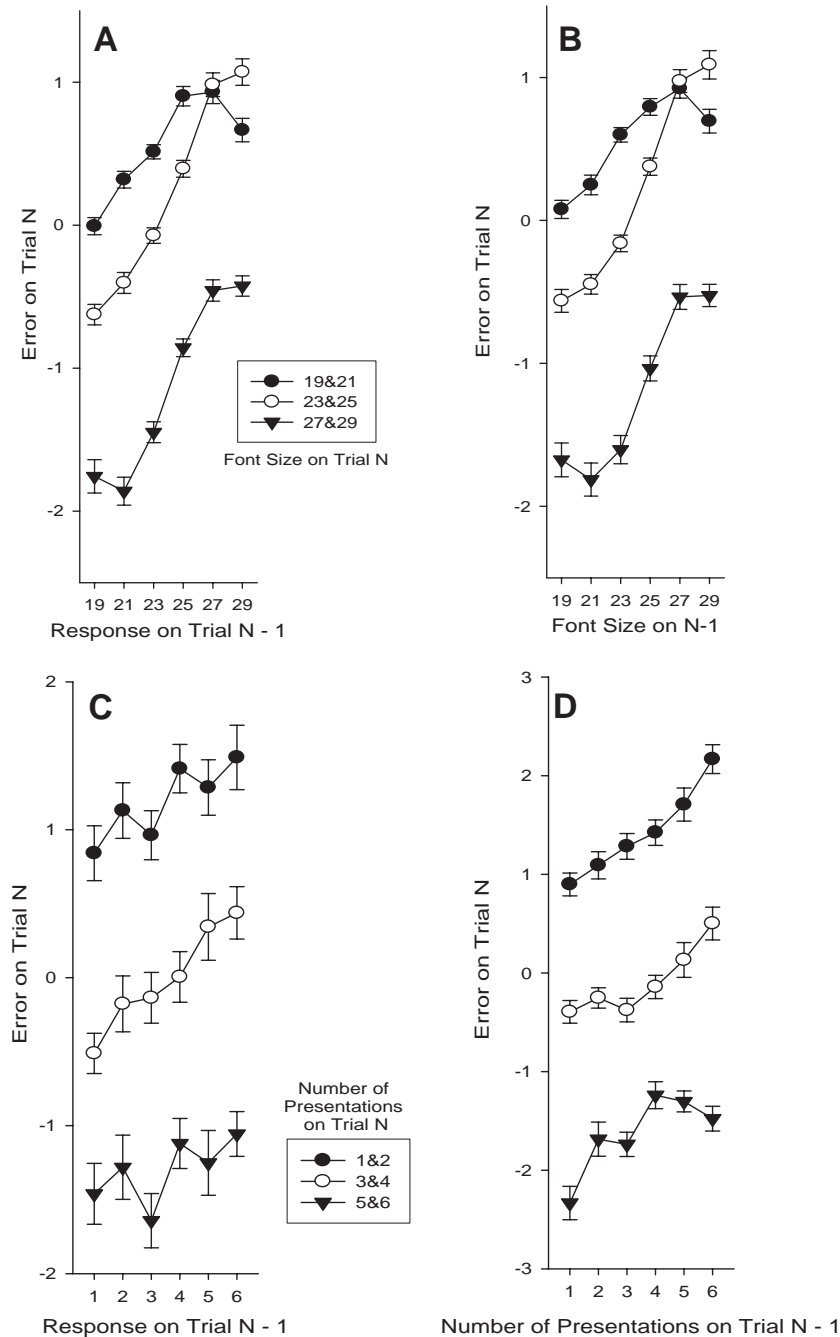 A
1
0
-1
-2
Error on Trial N
19&21
23&25
27&29
Font Size on Trial N
19 21 23 25 27 29
Response on Trial N - 1
B
1
0
-1
-2
Error on Trial N
19 21 23 25 27 29
Font Size on N-1
C
2
1
0
-1
-2
Error on Trial N
Number of
Presentations
on Trial N
1&2
3&4
5&6
1 2 3 4 5 6
Response on Trial N - 1
D
3
2
1
0
-1
-2
-3
Error on Trial N
1 2 3 4 5 6
Number of Presentations on Trial N - 1